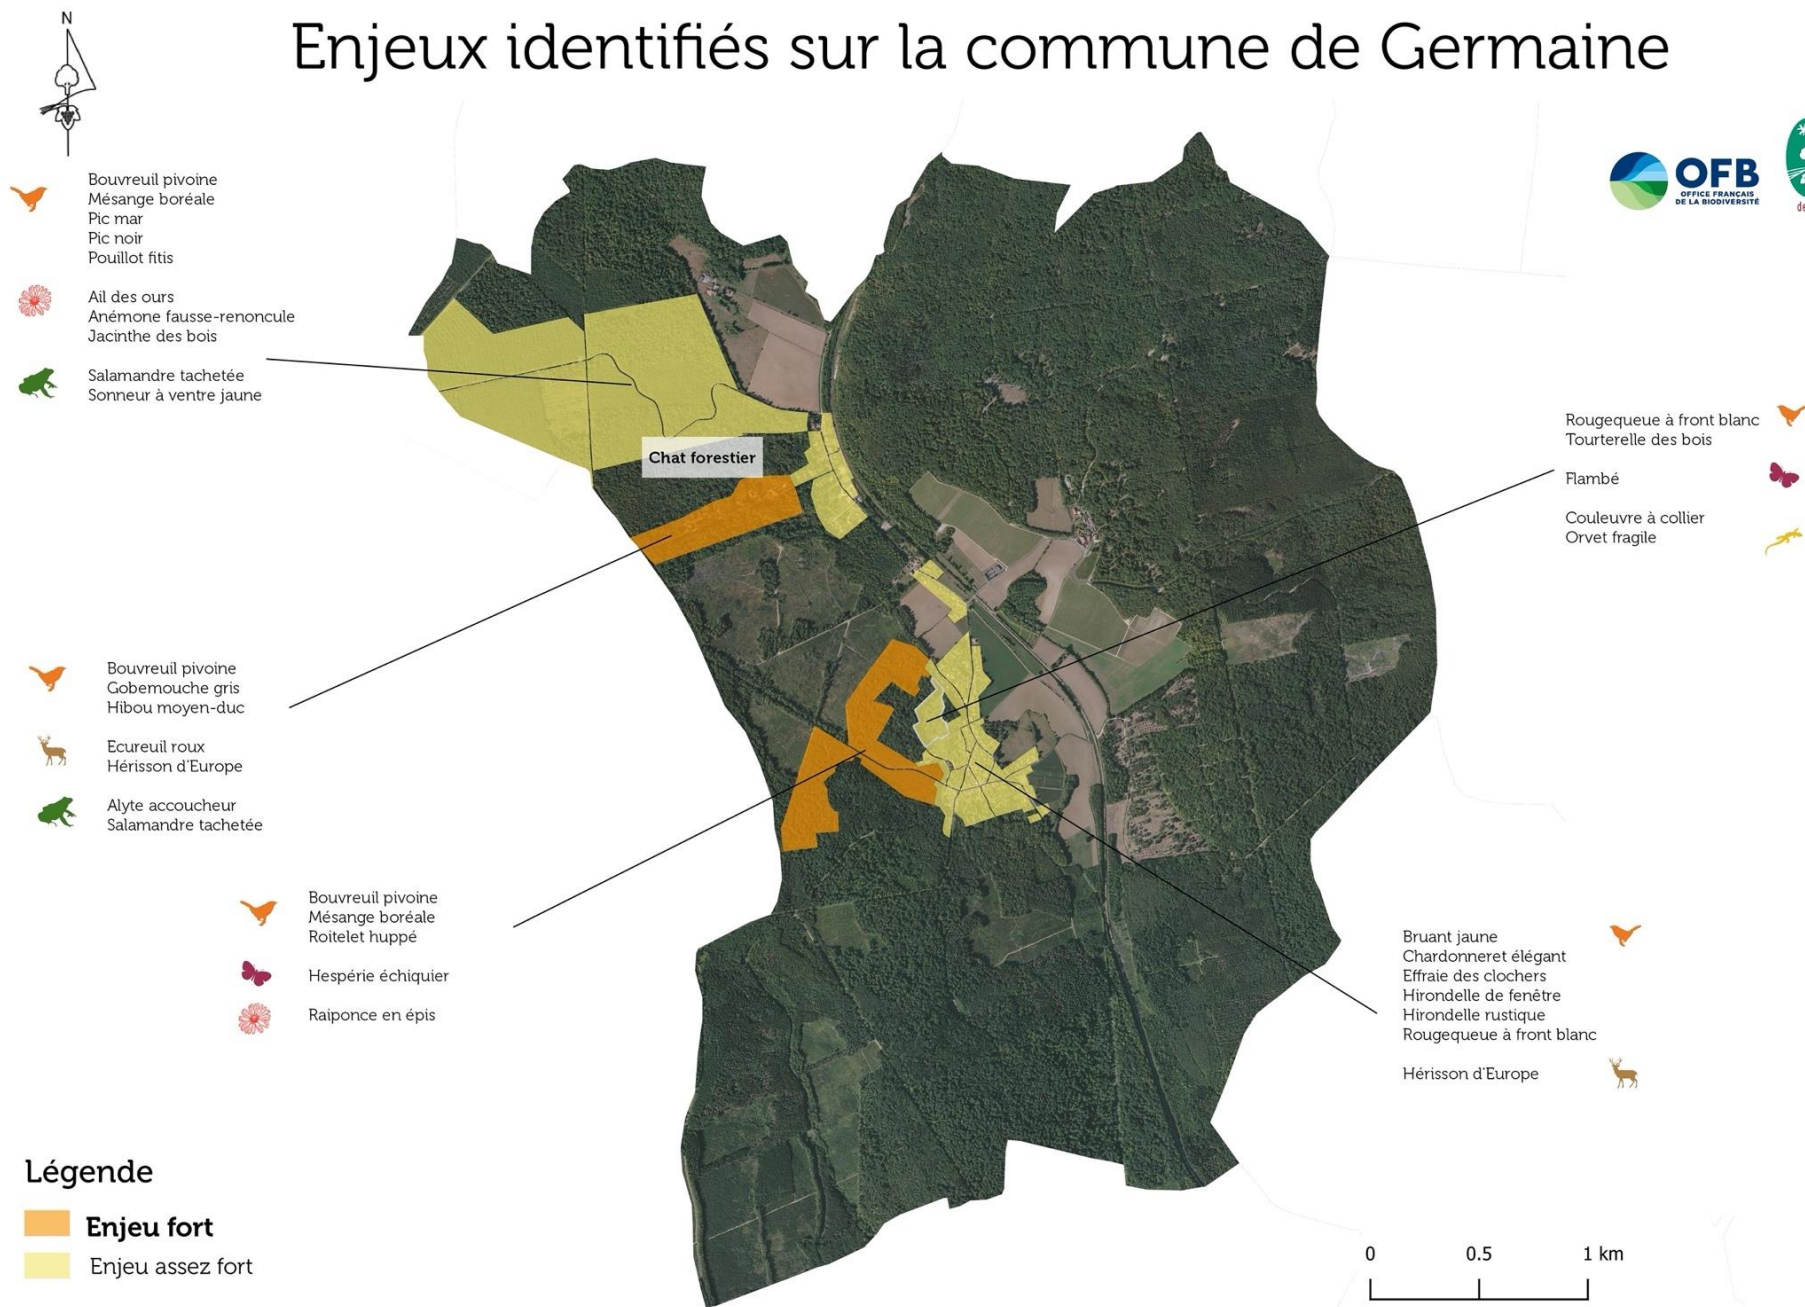 N
Enjeux identifiés sur la commune de Germaine
OFB
OFFICE FRANÇAIS
DE LA BIODIVERSITÉ
Bouvreuil pivoine
Mésange boréale
Pic mar
Pic noir
Pouillot fitis
Ail des ours
Anémone fausse-renoncule
Jacinthe des bois
Salamandre tachetée
Sonneur à ventre jaune
Chat forestier
Rougequeue à front blanc
Tourterelle des bois
Flambé
Couleuvre à collier
Orvet fragile
Bouvreuil pivoine
Gobemouche gris
Hibou moyen-duc
Ecureuil roux
Hérisson d'Europe
Alyte accoucheur
Salamandre tachetée
Bouvreuil pivoine
Mésange boréale
Roitelet huppé
Hespérie échiquier
Raiponce en épis
Bruant jaune
Chardonneret élégant
Effraie des clochers
Hirondelle de fenêtre
Hirondelle rustique
Rougequeue à front blanc
Hérisson d'Europe
Légende
Enjeu fort
Enjeu assez fort
0 0.5 1 km